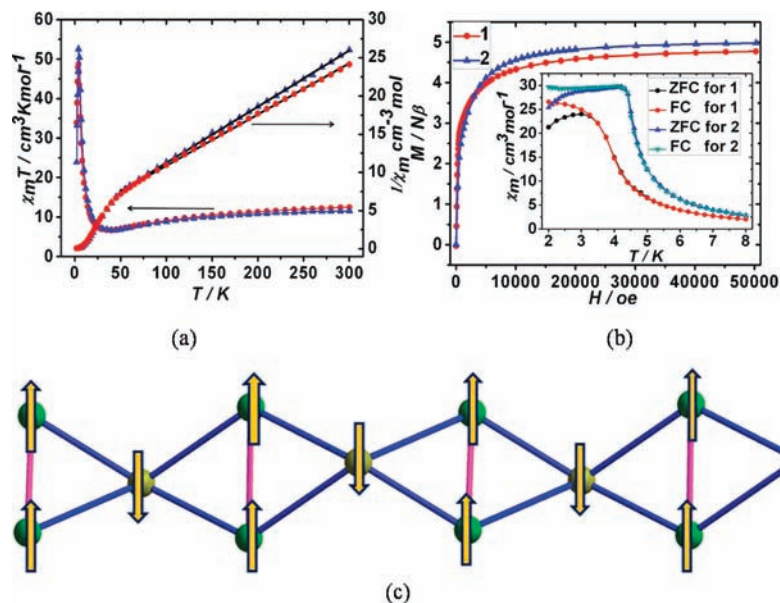 60
50
40
30
20
10
0
χmT / cm³Kmol⁻¹
30
25
20
15
10
5
0
1/χm cm⁻³ mol
0 50 100 150 200 250 300
T / K
(a)
1
2
5
4
3
2
1
0
M / Nβ
0 10000 20000 30000 40000 50000
H / oe
ZFC for 1
FC for 1
ZFC for 2
FC for 2
35
30
25
20
15
10
5
0
χm / cm³mol⁻¹
2 3 4 5 6 7 8
T / K
(b)
(c)